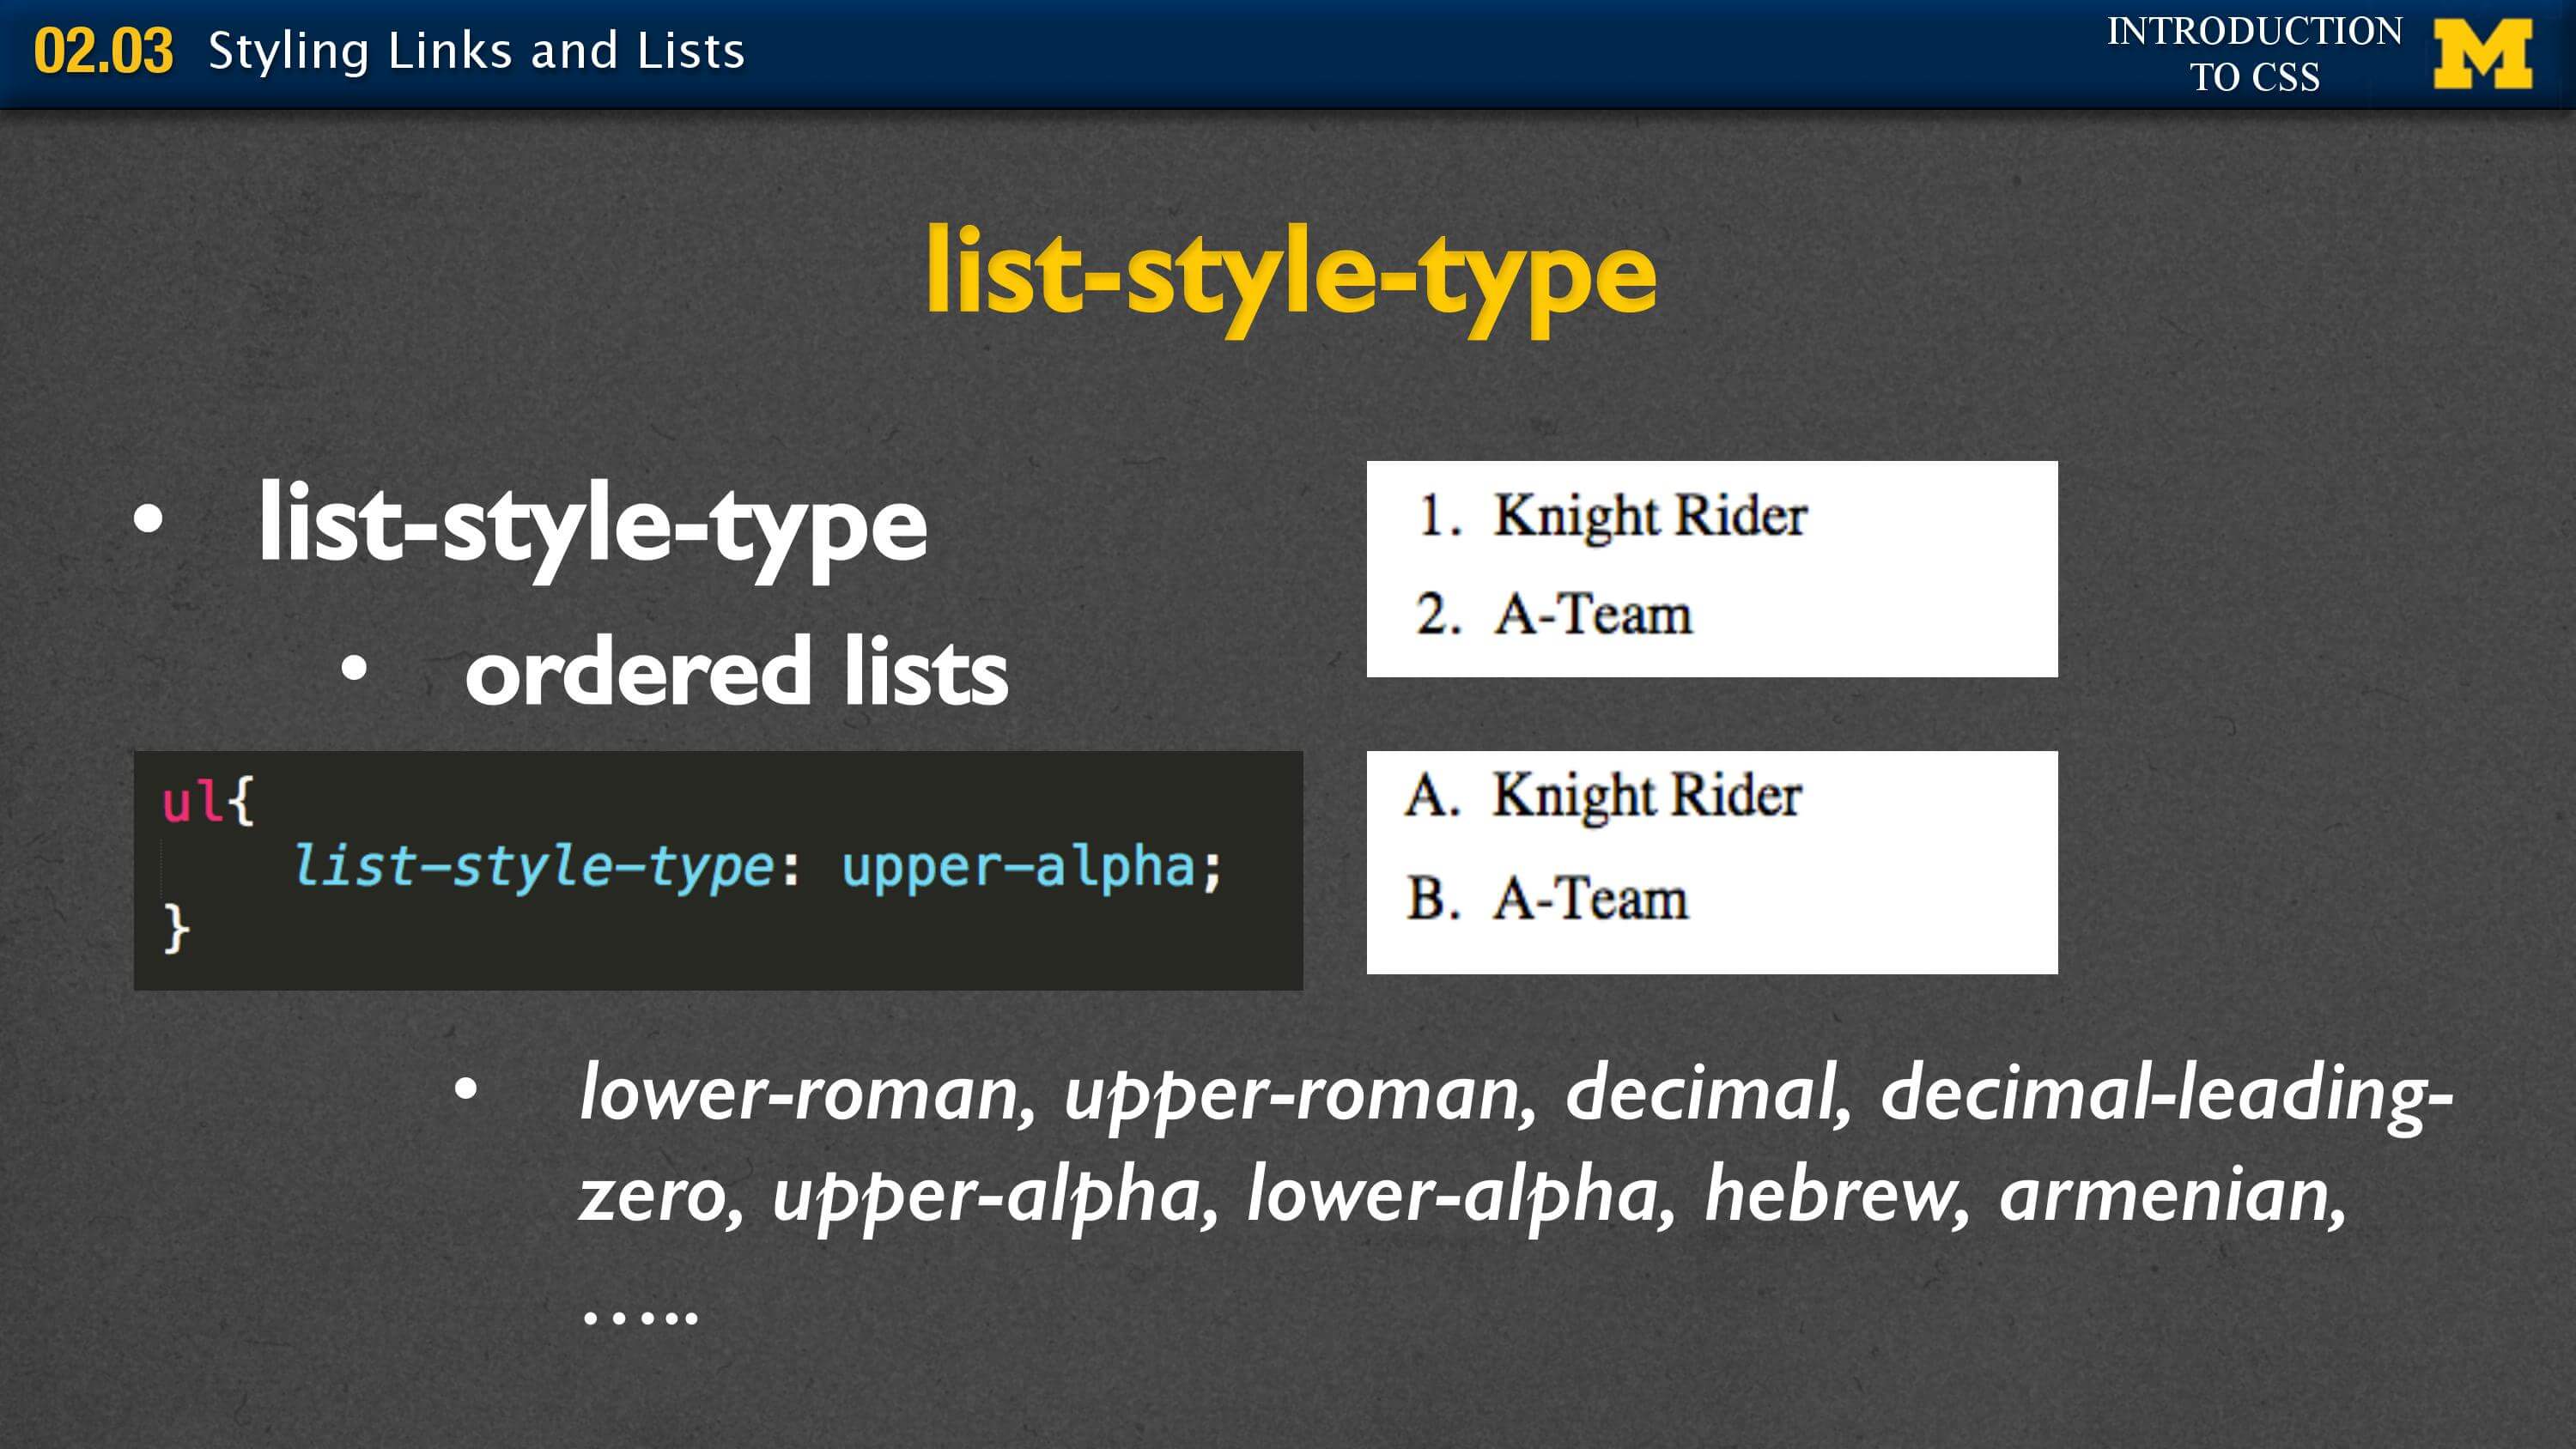 02.03 Styling Links and Lists
INTRODUCTION
TO CSS
M
list-style-type
• list-style-type
• ordered lists
1. Knight Rider
2. A-Team
ul{
list-style-type: upper-alpha;
}
A. Knight Rider
B. A-Team
• lower-roman, upper-roman, decimal, decimal-leading-
zero, upper-alpha, lower-alpha, hebrew, armenian,
…..